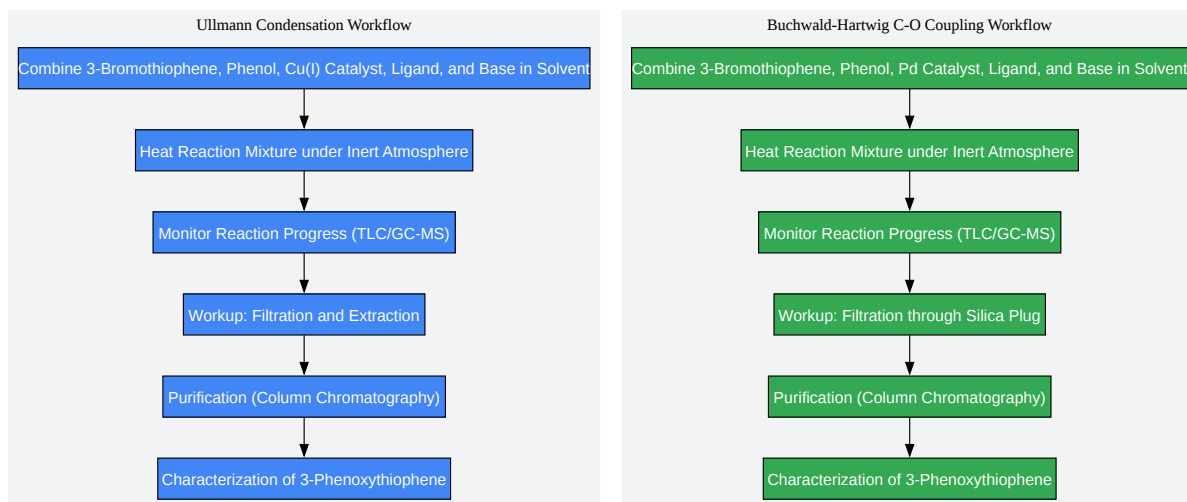 Ullmann Condensation Workflow
Combine 3-Bromothiophene, Phenol, Cu(I) Catalyst, Ligand, and Base in Solvent
Heat Reaction Mixture under Inert Atmosphere
Monitor Reaction Progress (TLC/GC-MS)
Workup: Filtration and Extraction
Purification (Column Chromatography)
Characterization of 3-Phenoxythiophene
Buchwald-Hartwig C-O Coupling Workflow
Combine 3-Bromothiophene, Phenol, Pd Catalyst, Ligand, and Base in Solvent
Heat Reaction Mixture under Inert Atmosphere
Monitor Reaction Progress (TLC/GC-MS)
Workup: Filtration through Silica Plug
Purification (Column Chromatography)
Characterization of 3-Phenoxythiophene